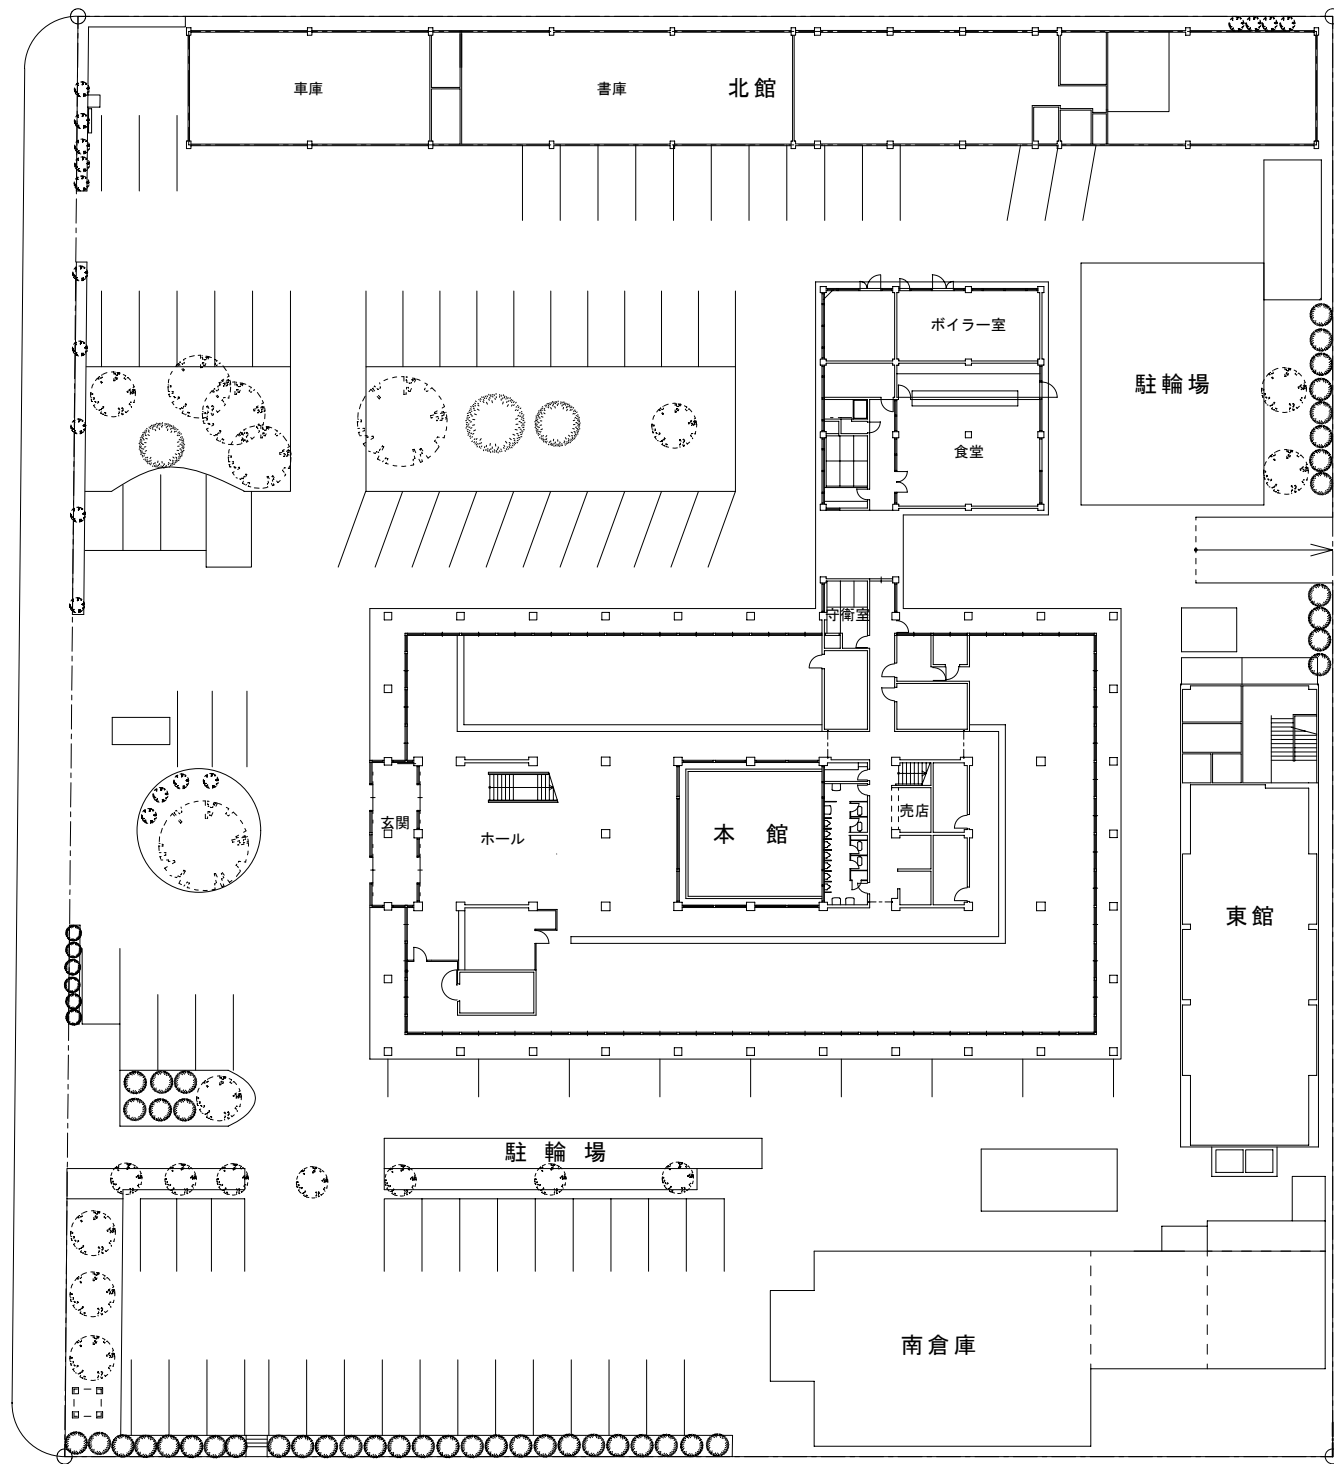 車庫
書庫
北館
ボイラー室
駐輪場
食堂
守衛室
玄関
ホール
本　館
売店
東館
駐 輪 場
南倉庫